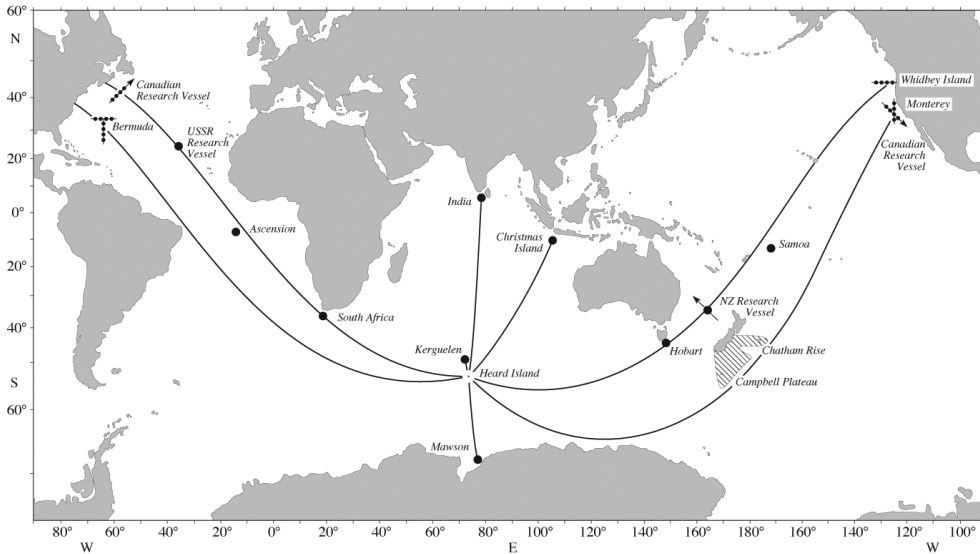 60°
N
40°
20°
0°
20°
40°
S
60°
Canadian
Research Vessel
Bermuda
USSR
Research
Vessel
Ascension
South Africa
India
Christmas
Island
Kerguelen
Heard Island
Mawson
Hobart
Samoa
NZ Research
Vessel
Chatham Rise
Campbell Plateau
Whidbey Island
Monterey
Canadian
Research
Vessel
80° 60° 40° 20° 0° 20° 40° 60° 80° 100° 120° 140° 160° 180° 160° 140° 120° 100°
W E W